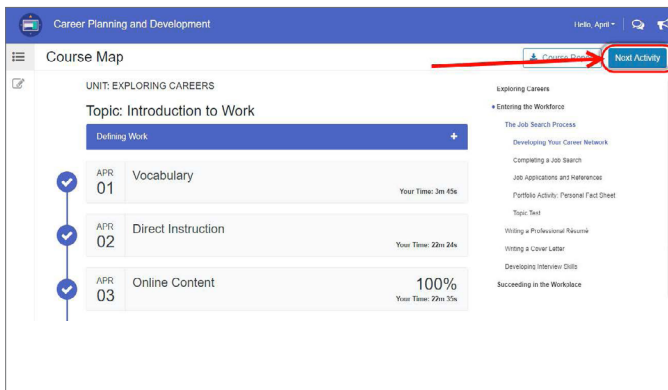 Career Planning and Development
Hello, April
Course Map
Course
Next Activity
UNIT: EXPLORING CAREERS
Topic: Introduction to Work
Defining Work +
APR 01
Vocabulary
Your Time: 3m 45s
APR 02
Direct Instruction
Your Time: 22m 24s
APR 03
Online Content
100%
Your Time: 22m 35s
Exploring Careers
Entering the Workforce
The Job Search Process
Developing Your Career Network
Completing a Job Search
Job Applications and References
Portfolio Activity: Personal Fact Sheet
Topic Test
Writing a Professional Résumé
Writing a Cover Letter
Developing Interview Skills
Succeeding in the Workplace